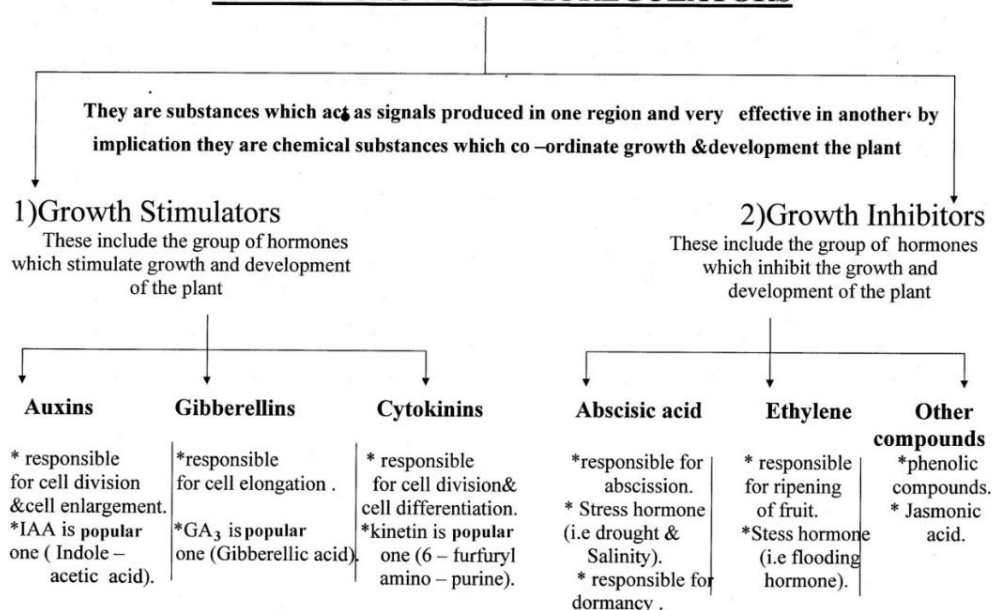 They are substances which act as signals produced in one region and very effective in another. by
implication they are chemical substances which co –ordinate growth &development the plant
1)Growth Stimulators
These include the group of hormones
which stimulate growth and development
of the plant
2)Growth Inhibitors
These include the group of hormones
which inhibit the growth and
development of the plant
Auxins
* responsible
for cell division
&cell enlargement.
*IAA is popular
one ( Indole –
acetic acid).
Gibberellins
*responsible
for cell elongation .
*GA₃ is popular
one (Gibberellic acid).
Cytokinins
* responsible
for cell division&
cell differentiation.
*kinetin is popular
one (6 – furfuryl
amino – purine).
Abscisic acid
*responsible for
abscission.
* Stress hormone
(i.e drought &
Salinity).
* responsible for
dormancy .
Ethylene
* responsible
for ripening
of fruit.
*Stess hormone
(i.e flooding
hormone).
Other
compounds
*phenolic
compounds.
* Jasmonic
acid.